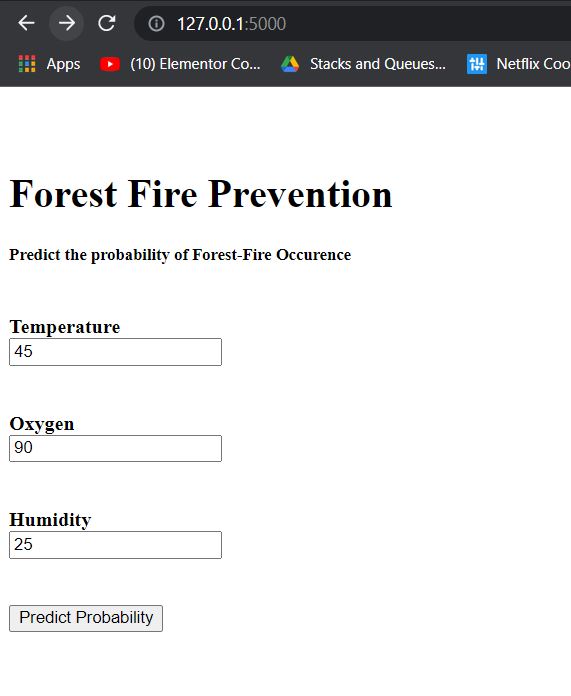 127.0.0.1:5000
Apps (10) Elementor Co... Stacks and Queues... Netflix Coo
Forest Fire Prevention
Predict the probability of Forest-Fire Occurence
Temperature
45
Oxygen
90
Humidity
25
Predict Probability